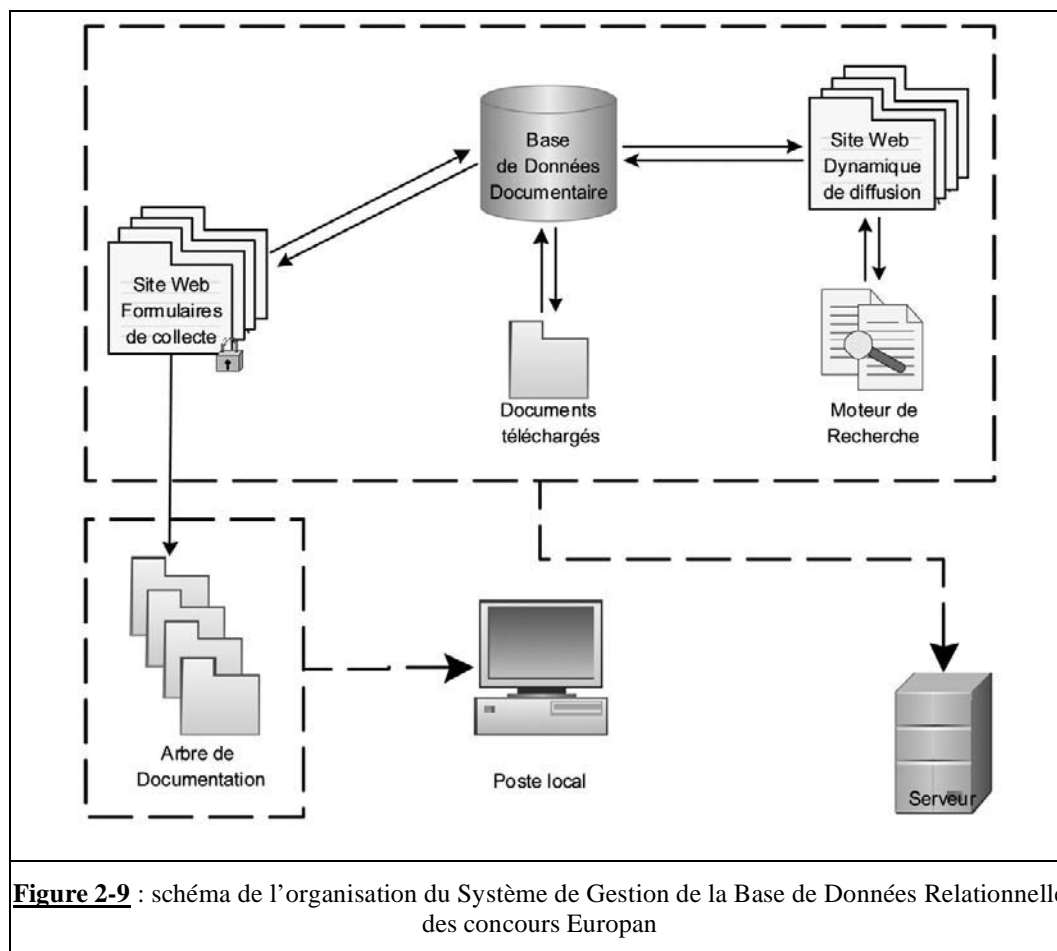 Base
de Données
Documentaire
Site Web
Dynamique
de diffusion
Site Web
Formulaires
de collecte
Documents
téléchargés
Moteur de
Recherche
Arbre de
Documentation
Poste local
Serveur
Figure 2-9 : schéma de l'organisation du Système de Gestion de la Base de Données Relationnelle
des concours Europan